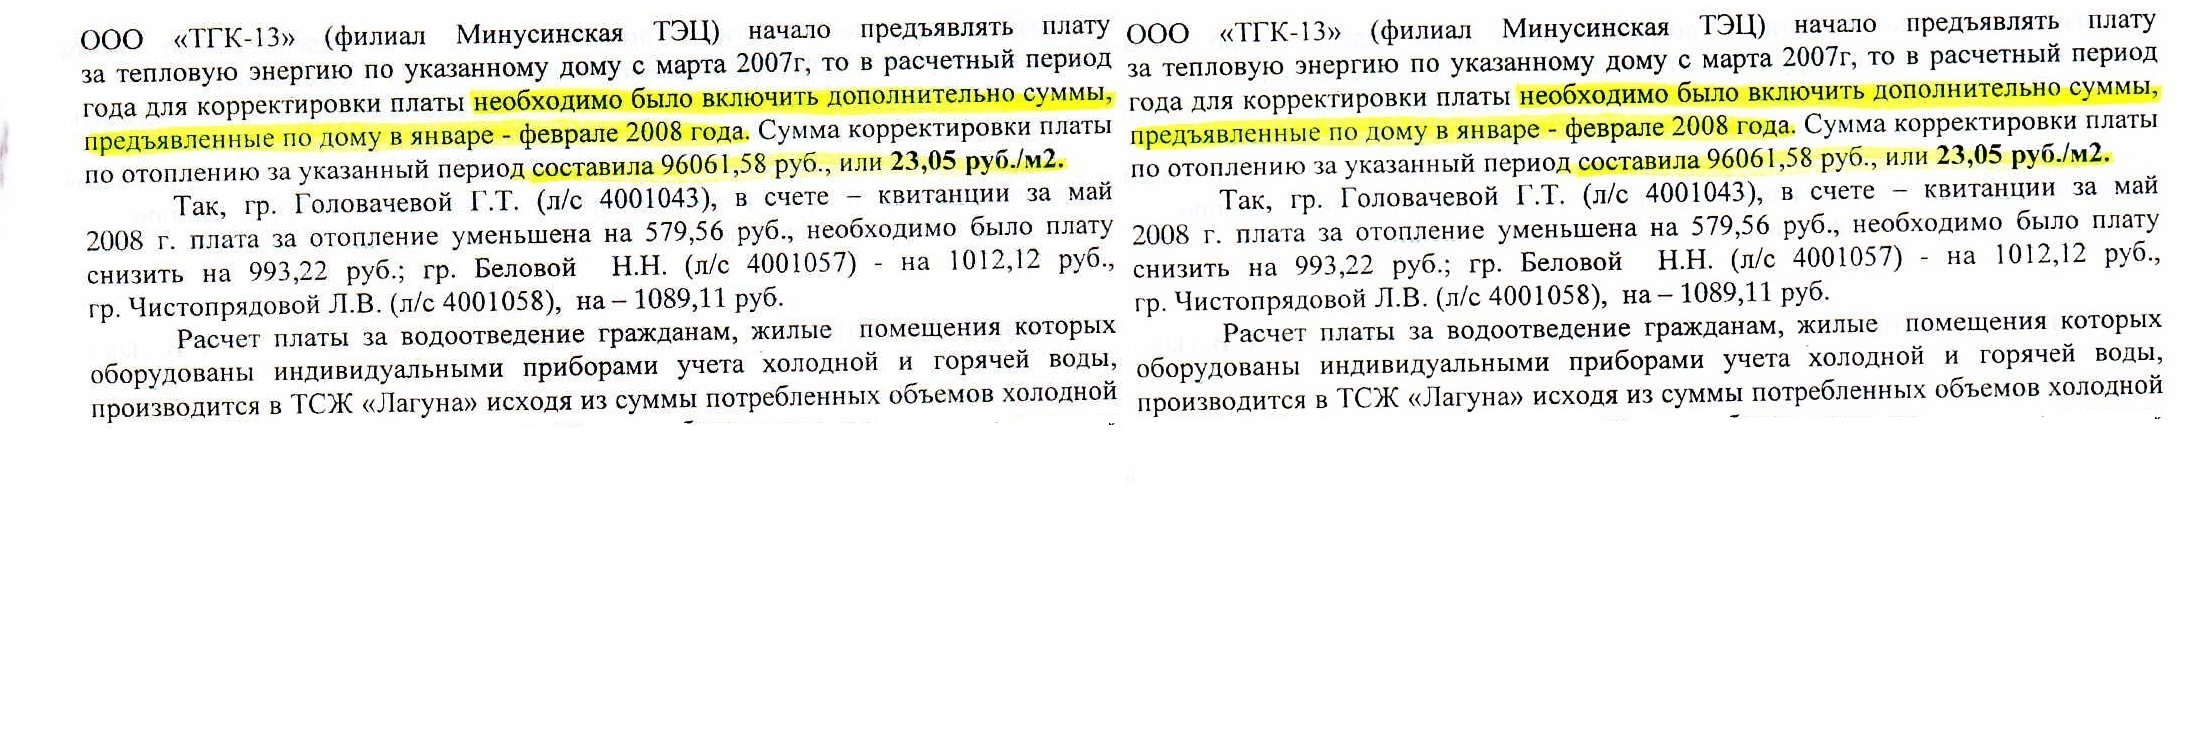 ООО «ТГК-13» (филиал Минусинская ТЭЦ) начало предъявлять плату
за тепловую энергию по указанному дому с марта 2007г, то в расчетный период
года для корректировки платы необходимо было включить дополнительно суммы,
предъявленные по дому в январе - феврале 2008 года. Сумма корректировки платы
по отоплению за указанный период составила 96061,58 руб., или 23,05 руб./м2.
Так, гр. Головачевой Г.Т. (л/с 4001043), в счете – квитанции за май
2008 г. плата за отопление уменьшена на 579,56 руб., необходимо было плату
снизить на 993,22 руб.; гр. Беловой Н.Н. (л/с 4001057) - на 1012,12 руб.,
гр. Чистопрядовой Л.В. (л/с 4001058), на – 1089,11 руб.
Расчет платы за водоотведение гражданам, жилые помещения которых
оборудованы индивидуальными приборами учета холодной и горячей воды,
производится в ТСЖ «Лагуна» исходя из суммы потребленных объемов холодной
ООО «ТГК-13» (филиал Минусинская ТЭЦ) начало предъявлять плату
за тепловую энергию по указанному дому с марта 2007г, то в расчетный период
года для корректировки платы необходимо было включить дополнительно суммы,
предъявленные по дому в январе - феврале 2008 года. Сумма корректировки платы
по отоплению за указанный период составила 96061,58 руб., или 23,05 руб./м2.
Так, гр. Головачевой Г.Т. (л/с 4001043), в счете – квитанции за май
2008 г. плата за отопление уменьшена на 579,56 руб., необходимо было плату
снизить на 993,22 руб.; гр. Беловой Н.Н. (л/с 4001057) - на 1012,12 руб.,
гр. Чистопрядовой Л.В. (л/с 4001058), на – 1089,11 руб.
Расчет платы за водоотведение гражданам, жилые помещения которых
оборудованы индивидуальными приборами учета холодной и горячей воды,
производится в ТСЖ «Лагуна» исходя из суммы потребленных объемов холодной